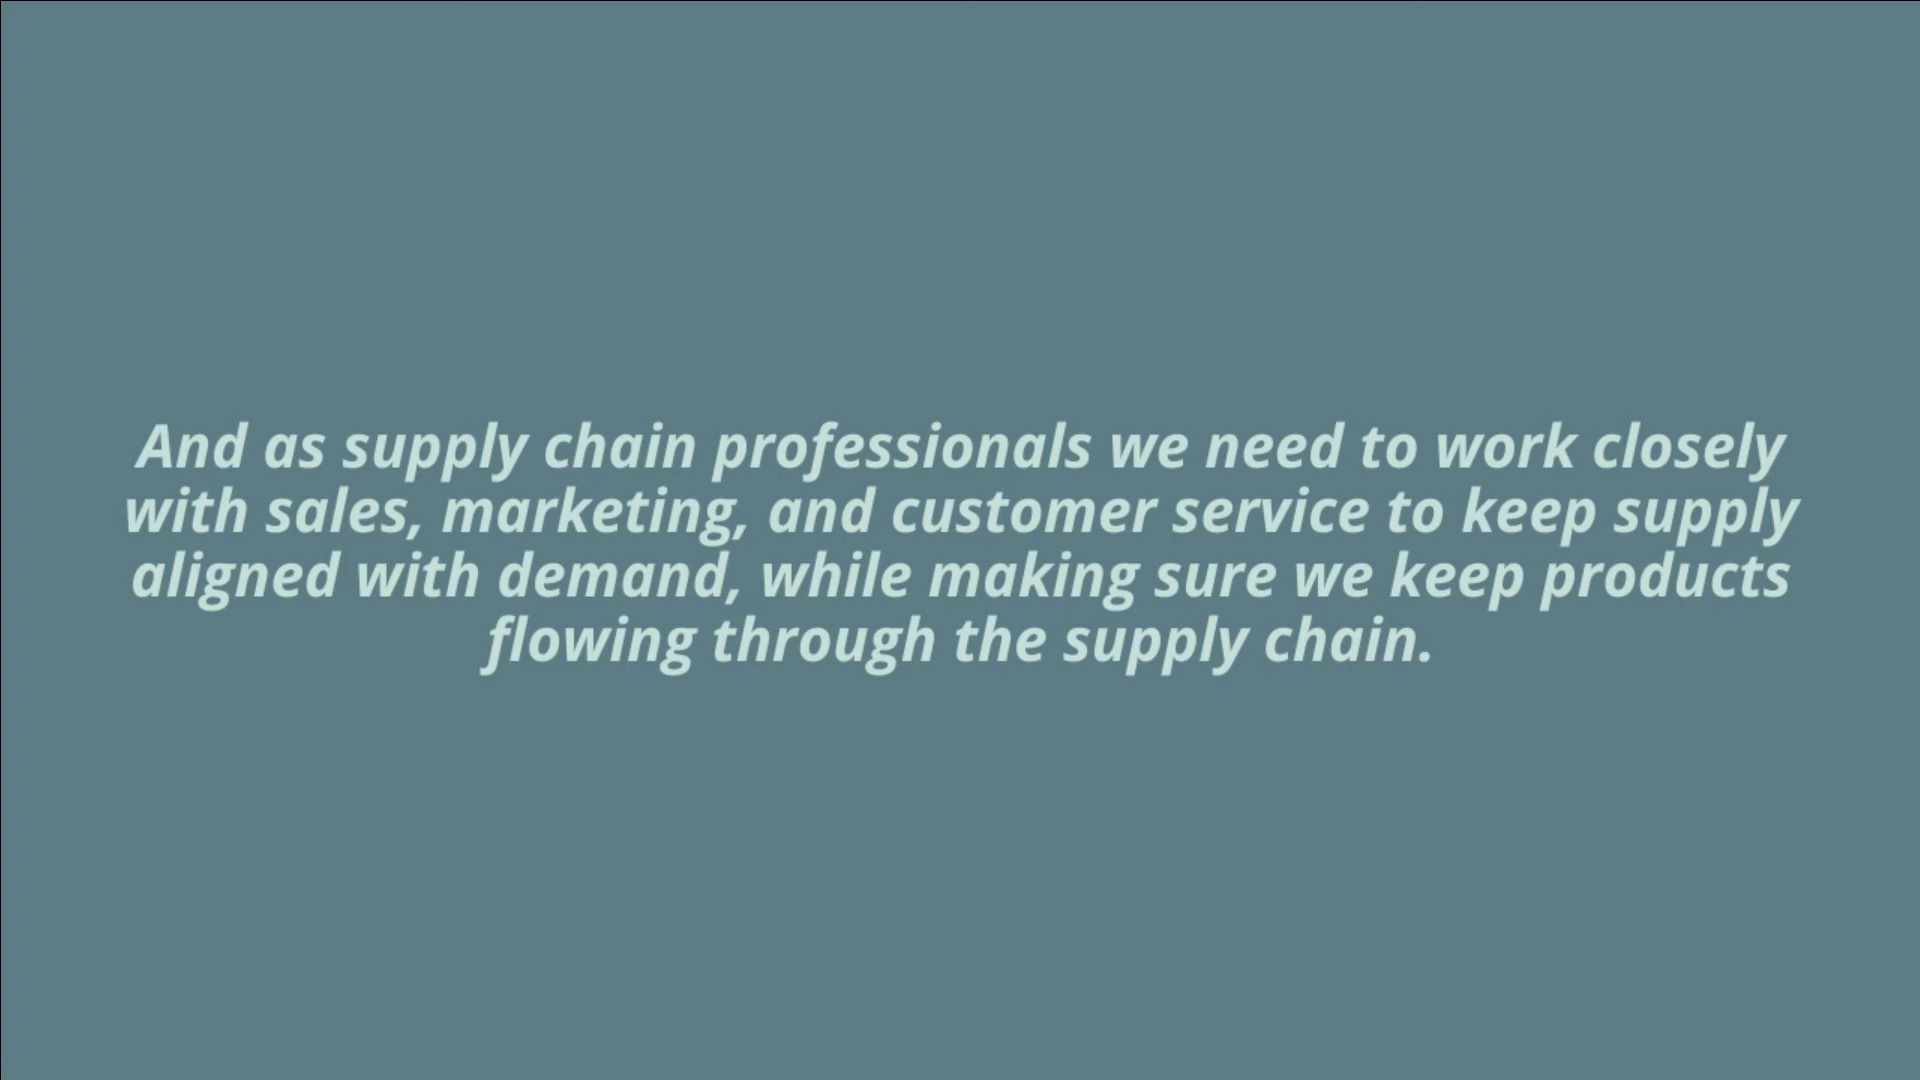 And as supply chain professionals we need to work closely
with sales, marketing, and customer service to keep supply
aligned with demand, while making sure we keep products
flowing through the supply chain.